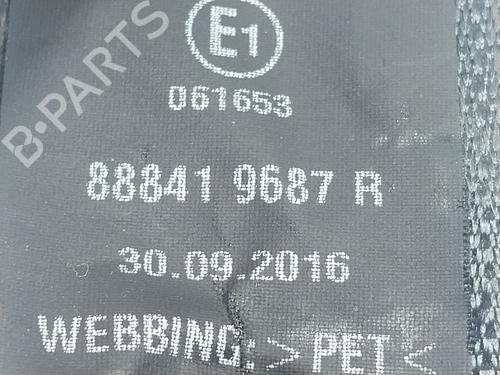 B-PARTS
E1
061653
88841 9687 R
30.09.2016
WEBBING: >PET<